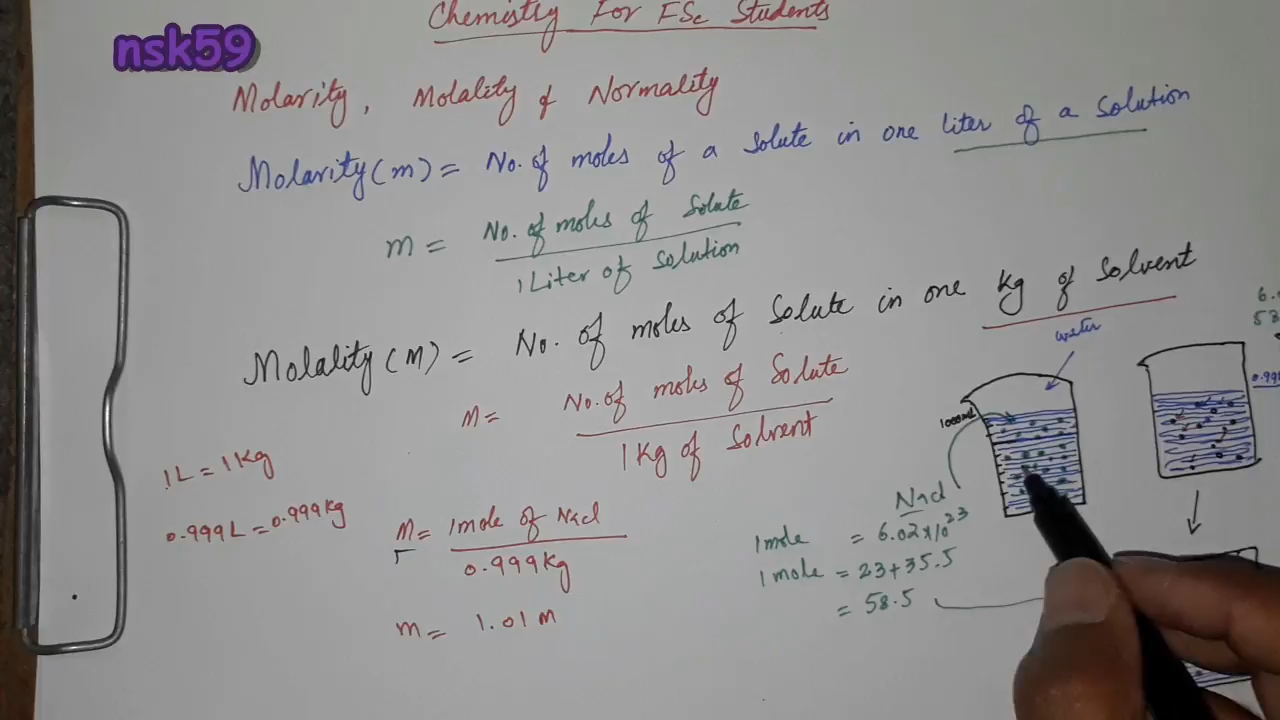 Chemistry For FSc Students
nsk59
Molarity, Molality & Normality
Molarity (m) = No. of moles of a solute in one liter of a solution
m = No. of moles of Solute
1 Liter of Solution
Molality (M) = No. of moles of Solute in one kg of Solvent
M = No. of moles of Solute
1 Kg of Solvent
water
1000mL
1L = 1Kg
0.999L = 0.999kg
M = 1mole of Nacl
0.999Kg
m = 1.01 m
Nacl
1mole = 6.02×10^23
1mole = 23+35.5
= 58.5